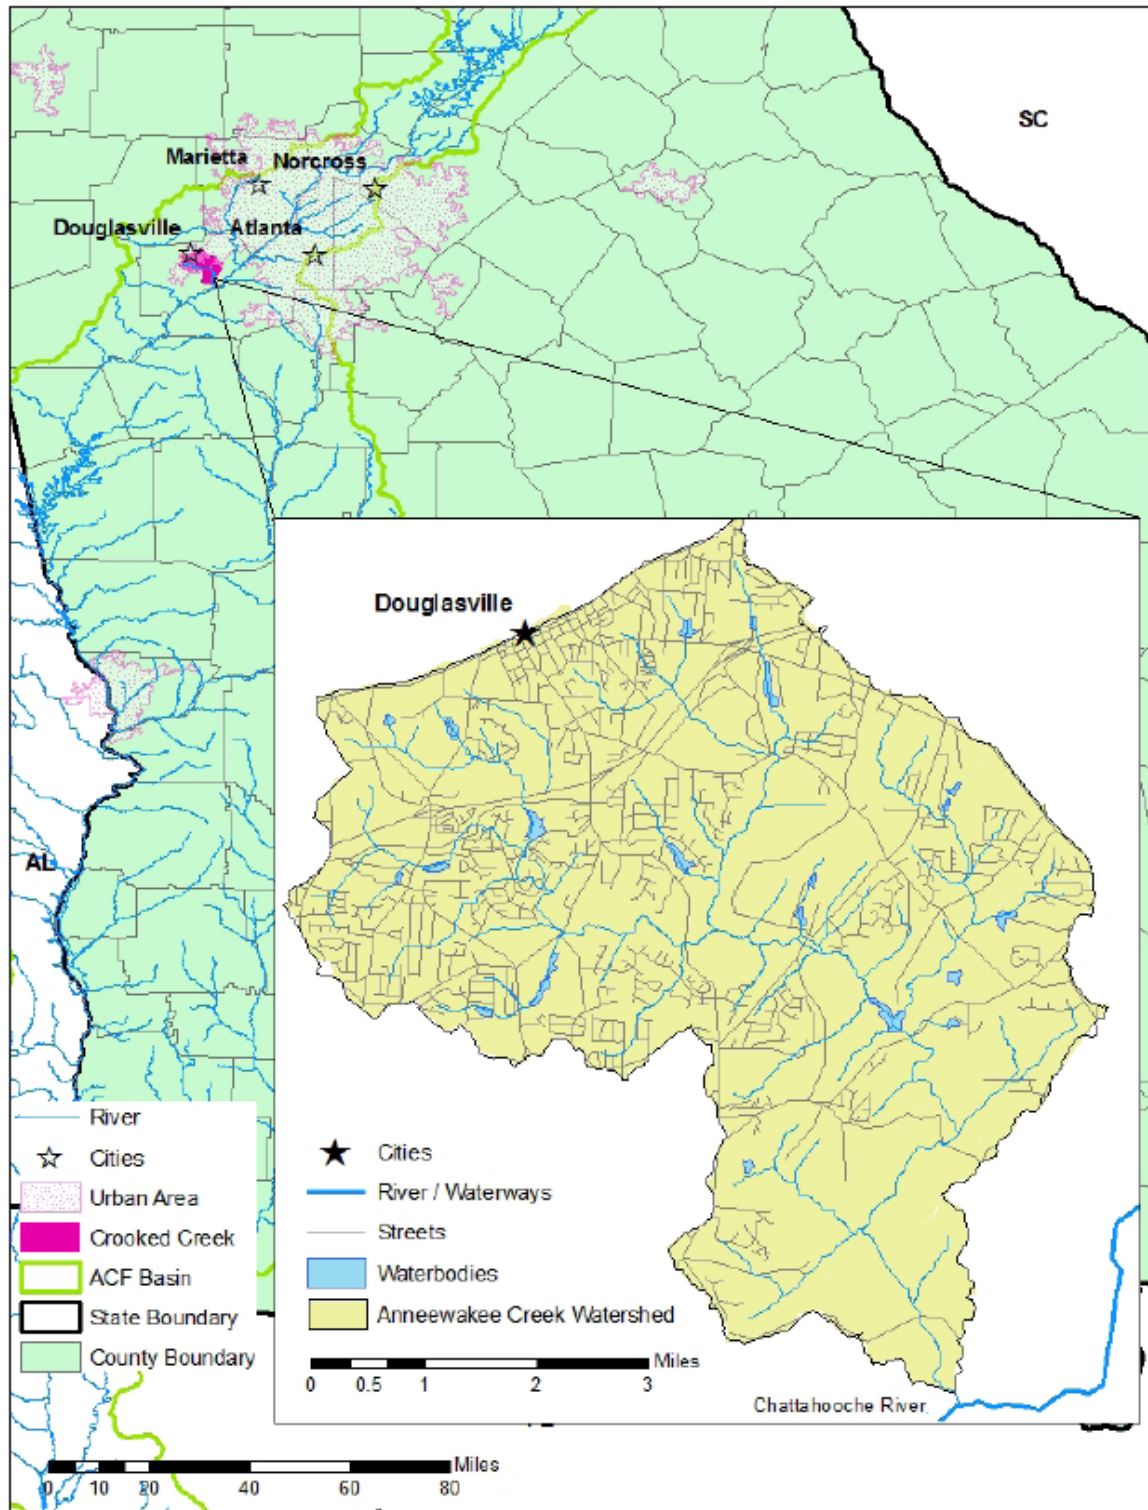 SC
Marietta
Norcross
Douglasville
Atlanta
Douglasville
AL
River
Cities
Urban Area
Crooked Creek
ACF Basin
State Boundary
County Boundary
Cities
River / Waterways
Streets
Waterbodies
Anneewakee Creek Watershed
Miles
0 0.5 1 2 3
Chattahooche River
Miles
0 10 20 40 60 80